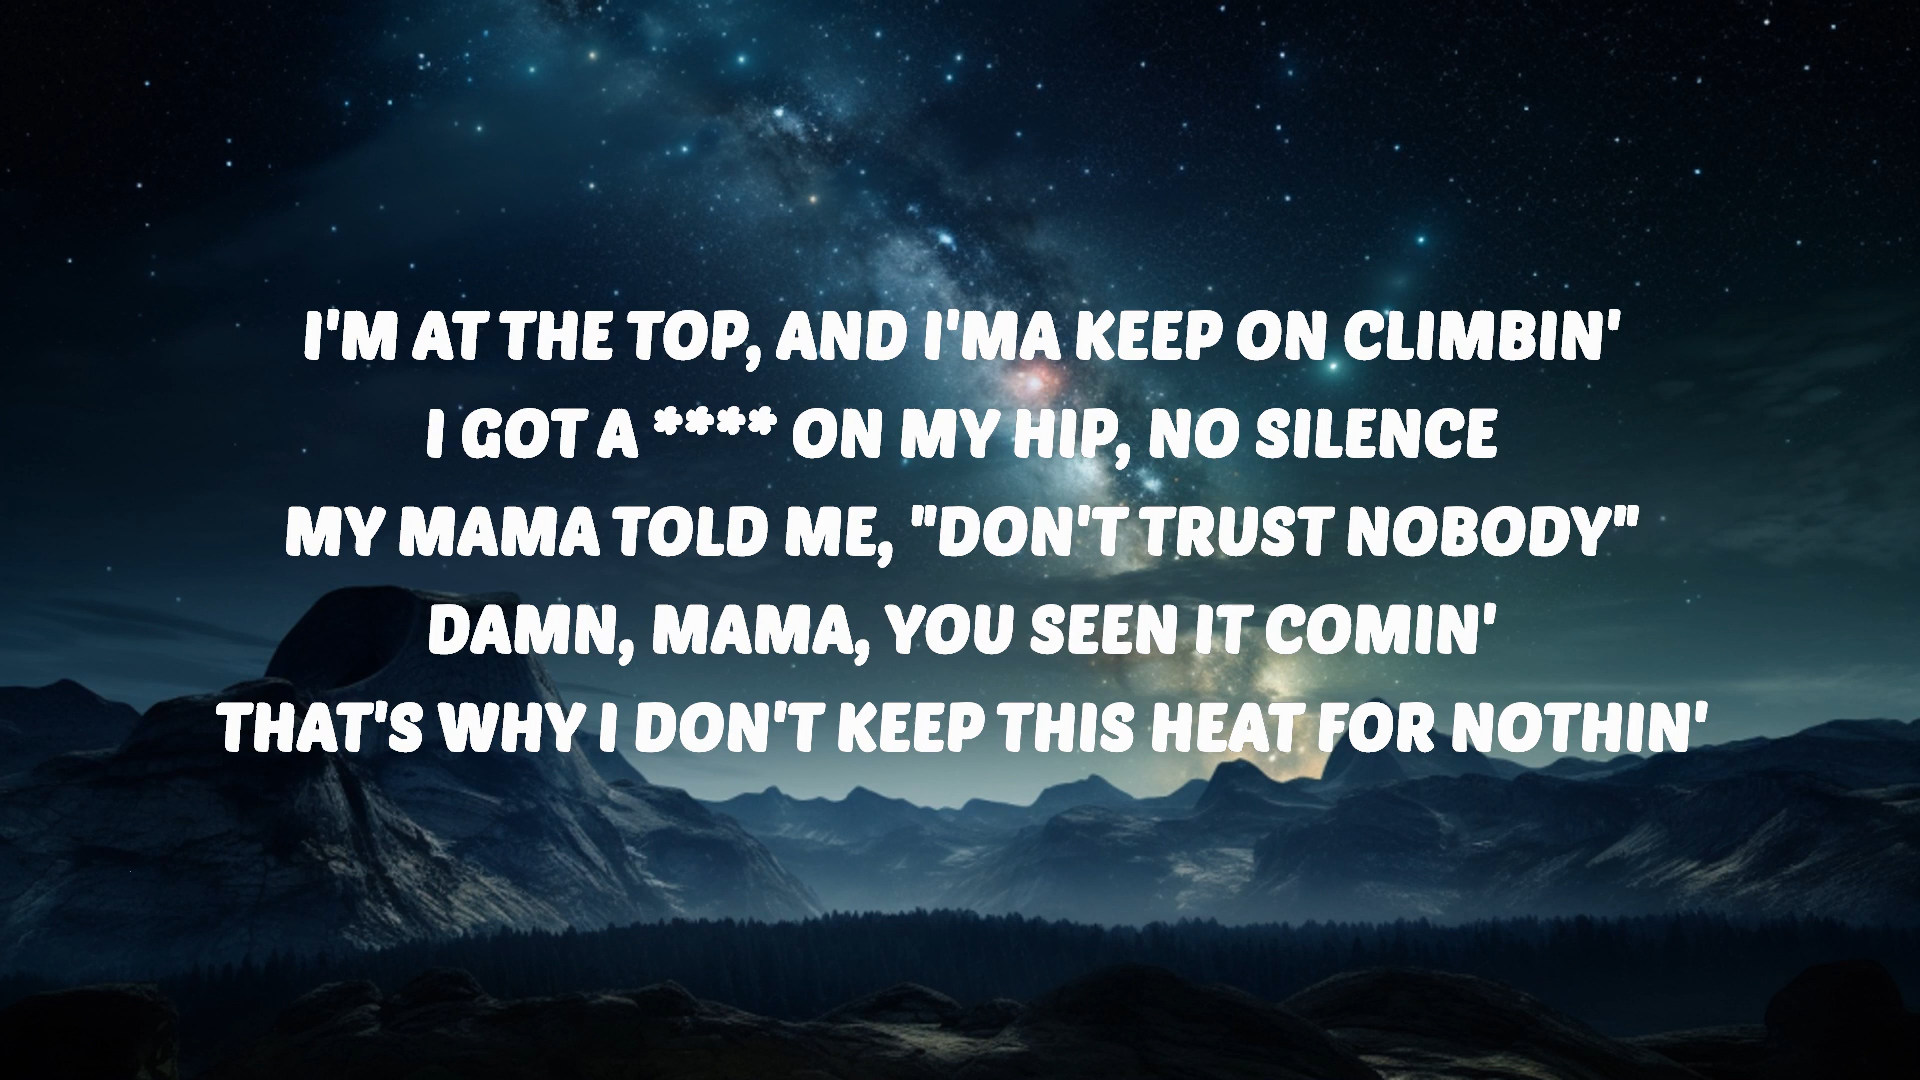 I'M AT THE TOP, AND I'MA KEEP ON CLIMBIN'
I GOT A **** ON MY HIP, NO SILENCE
MY MAMA TOLD ME, "DON'T TRUST NOBODY"
DAMN, MAMA, YOU SEEN IT COMIN'
THAT'S WHY I DON'T KEEP THIS HEAT FOR NOTHIN'